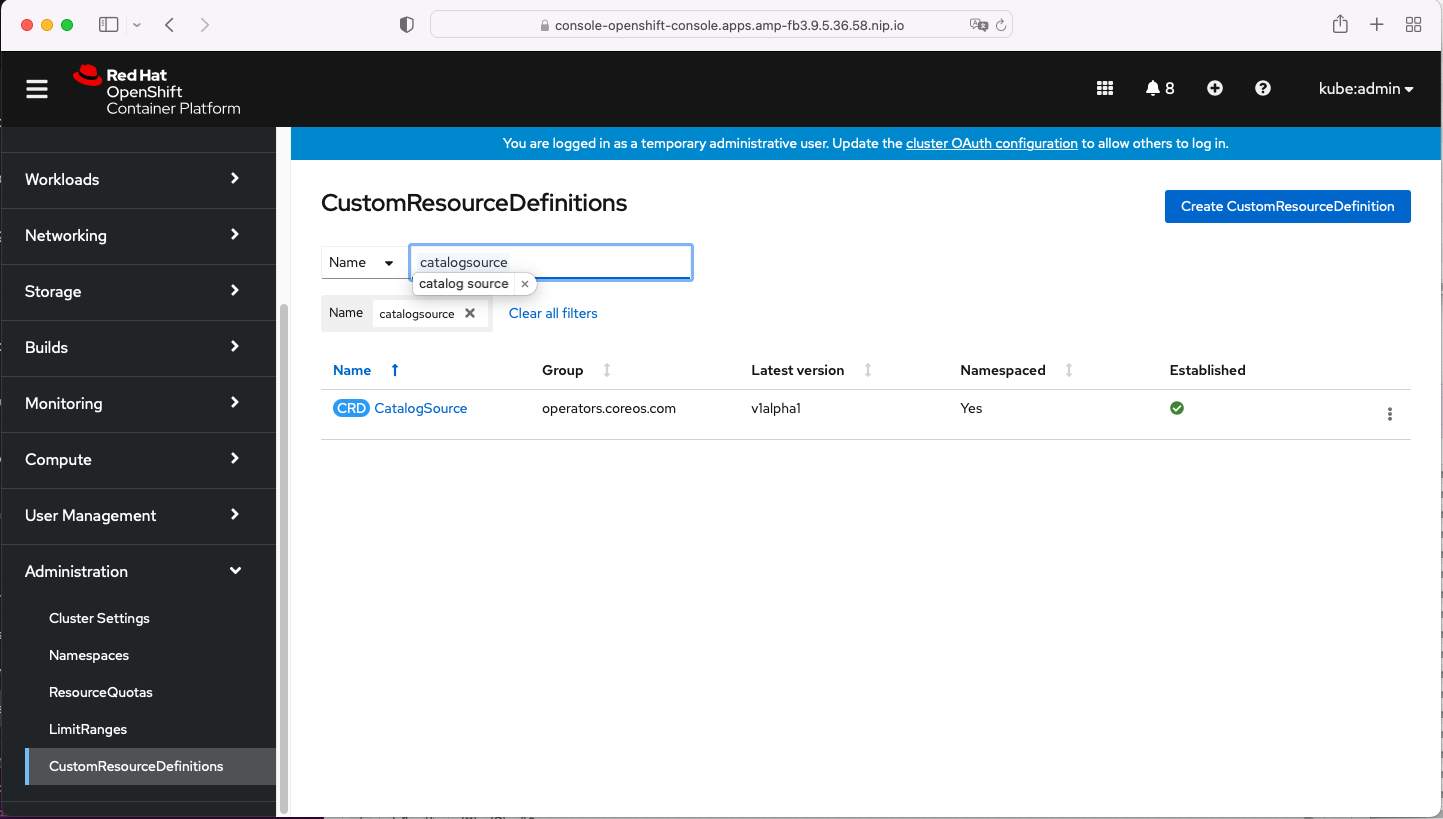 console-openshift-console.apps.amp-fb3.9.5.36.58.nip.io
Red Hat
OpenShift
Container Platform
8
kube:admin
You are logged in as a temporary administrative user. Update the cluster OAuth configuration to allow others to log in.
Workloads
Networking
Storage
Builds
Monitoring
Compute
User Management
Administration
Cluster Settings
Namespaces
ResourceQuotas
LimitRanges
CustomResourceDefinitions
CustomResourceDefinitions
Create CustomResourceDefinition
Name
catalogsource
catalog source
Name catalogsource Clear all filters
Name Group Latest version Namespaced Established
CRD CatalogSource operators.coreos.com v1alpha1 Yes